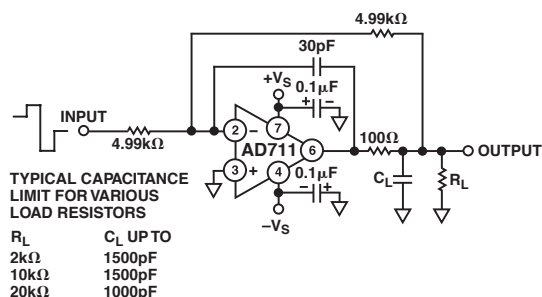 4.99kΩ
30pF
+VS
0.1µF
+ −
INPUT
4.99kΩ
2 −
7
AD711
6
100Ω
OUTPUT
3 +
4
0.1µF
− +
−VS
CL
RL
TYPICAL CAPACITANCE
LIMIT FOR VARIOUS
LOAD RESISTORS
RL CL UP TO
2kΩ 1500pF
10kΩ 1500pF
20kΩ 1000pF